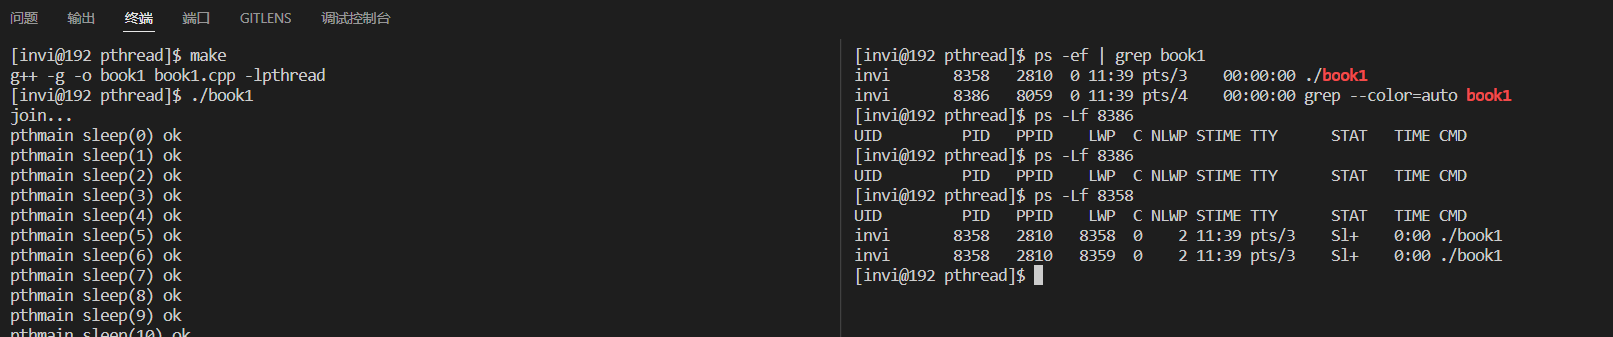 问题 输出 终端 端口 GITLENS 调试控制台
[invi@192 pthread]$ make
g++ -g -o book1 book1.cpp -lpthread
[invi@192 pthread]$ ./book1
join...
pthmain sleep(0) ok
pthmain sleep(1) ok
pthmain sleep(2) ok
pthmain sleep(3) ok
pthmain sleep(4) ok
pthmain sleep(5) ok
pthmain sleep(6) ok
pthmain sleep(7) ok
pthmain sleep(8) ok
pthmain sleep(9) ok
pthmain sleep(10) ok
[invi@192 pthread]$ ps -ef | grep book1
invi 8358 2810 0 11:39 pts/3 00:00:00 ./book1
invi 8386 8059 0 11:39 pts/4 00:00:00 grep --color=auto book1
[invi@192 pthread]$ ps -Lf 8386
UID PID PPID LWP C NLWP STIME TTY STAT TIME CMD
[invi@192 pthread]$ ps -Lf 8386
UID PID PPID LWP C NLWP STIME TTY STAT TIME CMD
[invi@192 pthread]$ ps -Lf 8358
UID PID PPID LWP C NLWP STIME TTY STAT TIME CMD
invi 8358 2810 8358 0 2 11:39 pts/3 Sl+ 0:00 ./book1
invi 8358 2810 8359 0 2 11:39 pts/3 Sl+ 0:00 ./book1
[invi@192 pthread]$